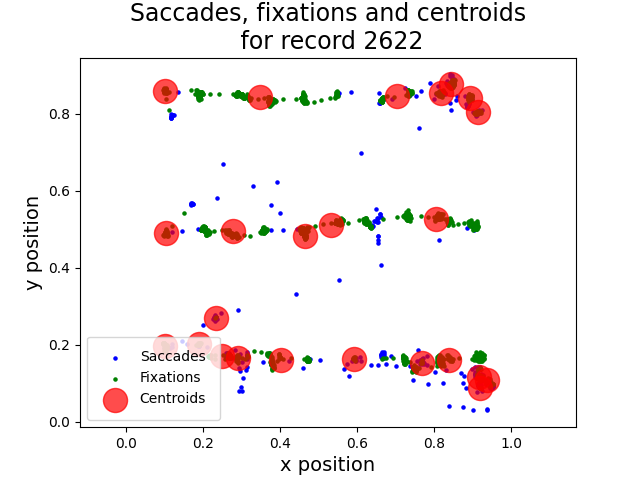 Saccades, fixations and centroids
for record 2622
y position
0.8
0.6
0.4
0.2
0.0
Saccades
Fixations
Centroids
0.0 0.2 0.4 0.6 0.8 1.0
x position